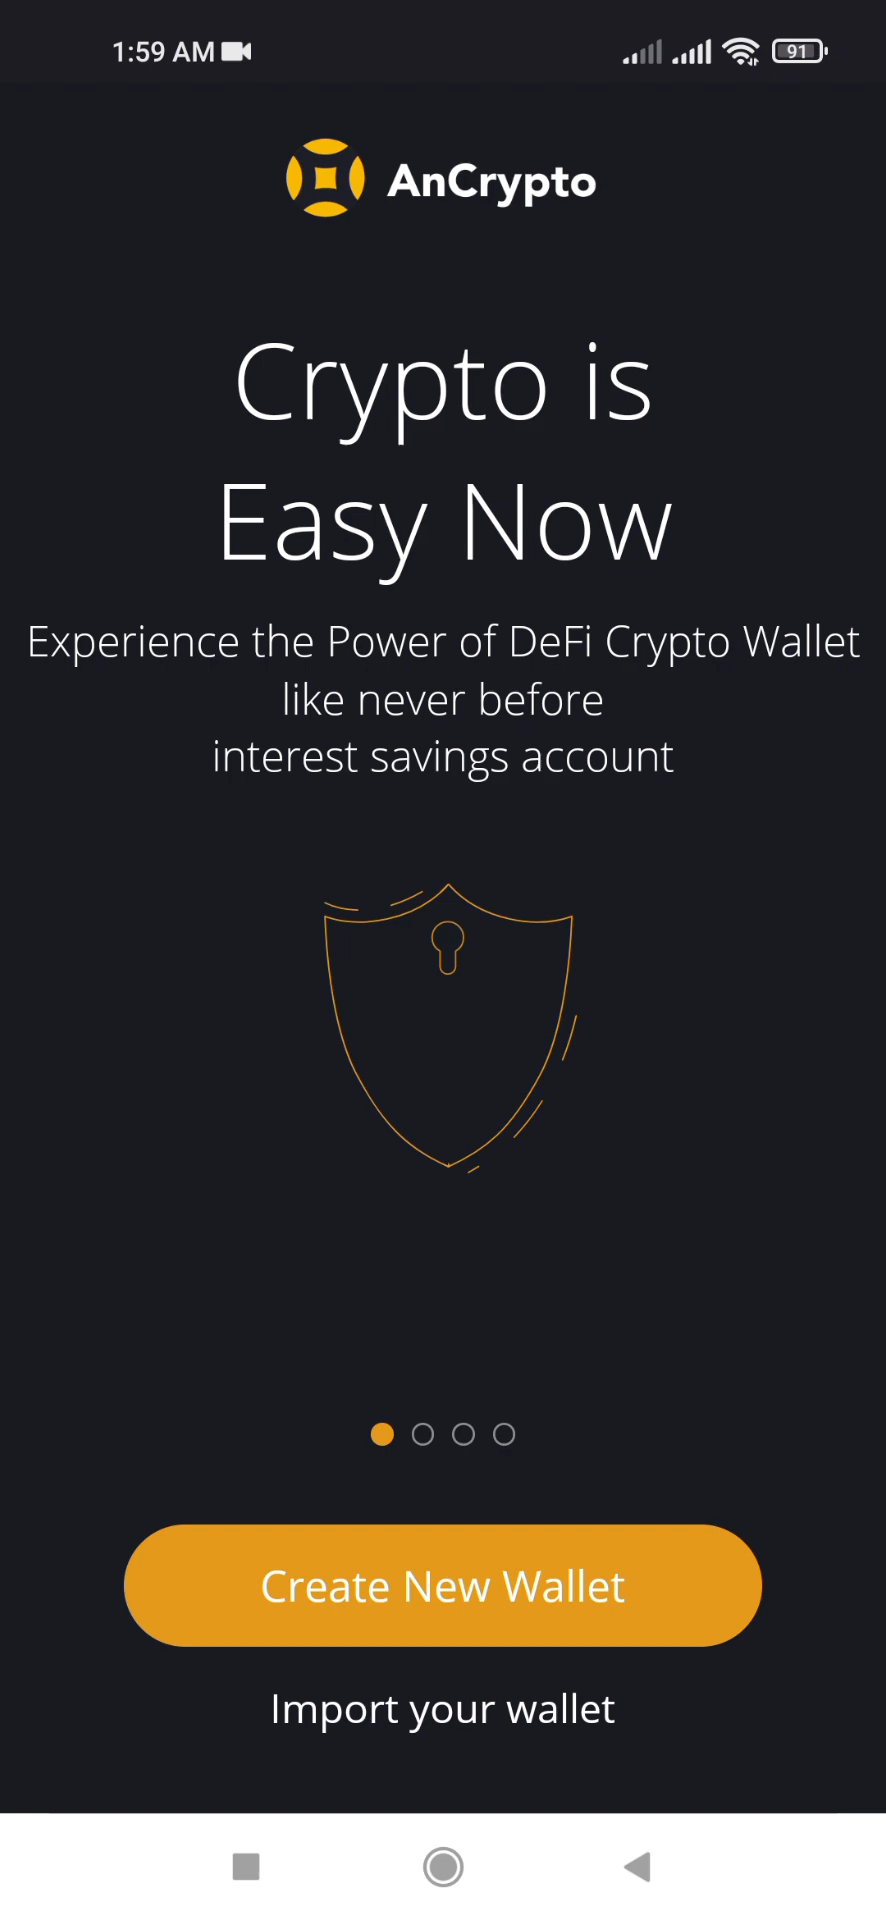 1:59 AM
91
AnCrypto
Crypto is
Easy Now
Experience the Power of DeFi Crypto Wallet
like never before
interest savings account
Create New Wallet
Import your wallet